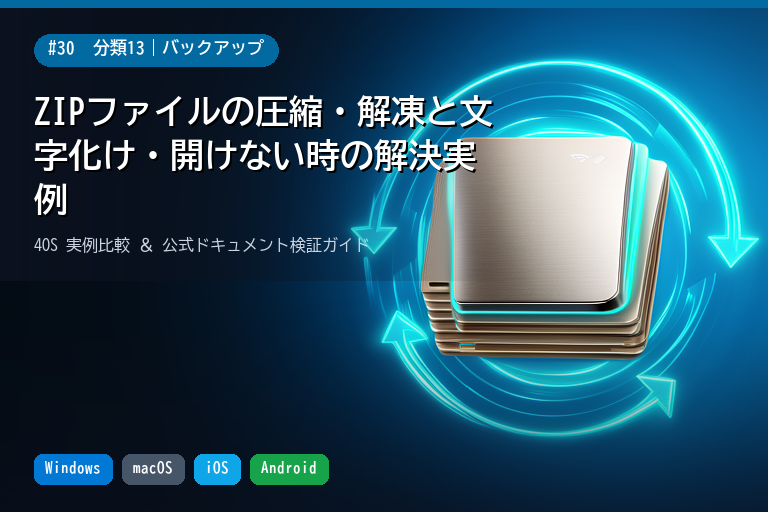 #30 分類13｜バックアップ
ZIPファイルの圧縮・解凍と文
字化け・開けない時の解決実
例
4OS 実例比較 ＆ 公式ドキュメント検証ガイド
Windows
macOS
iOS
Android